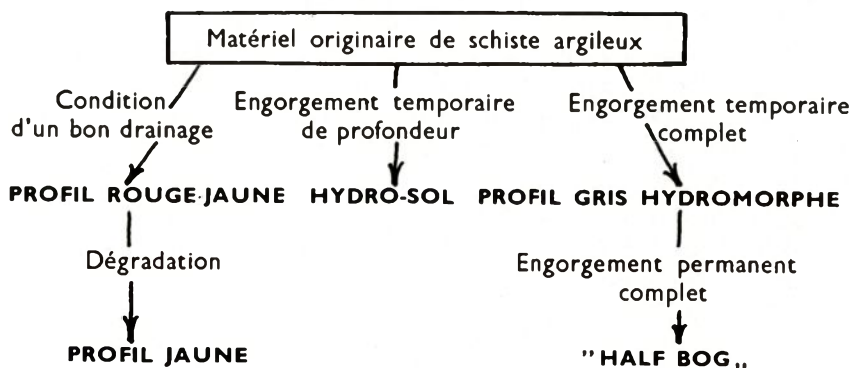 Matériel originaire de schiste argileux
Condition
d'un bon drainage
Engorgement temporaire
de profondeur
Engorgement temporaire
complet
PROFIL ROUGE-JAUNE
HYDRO-SOL
PROFIL GRIS HYDROMORPHE
Dégradation
Engorgement permanent
complet
PROFIL JAUNE
"HALF BOG„